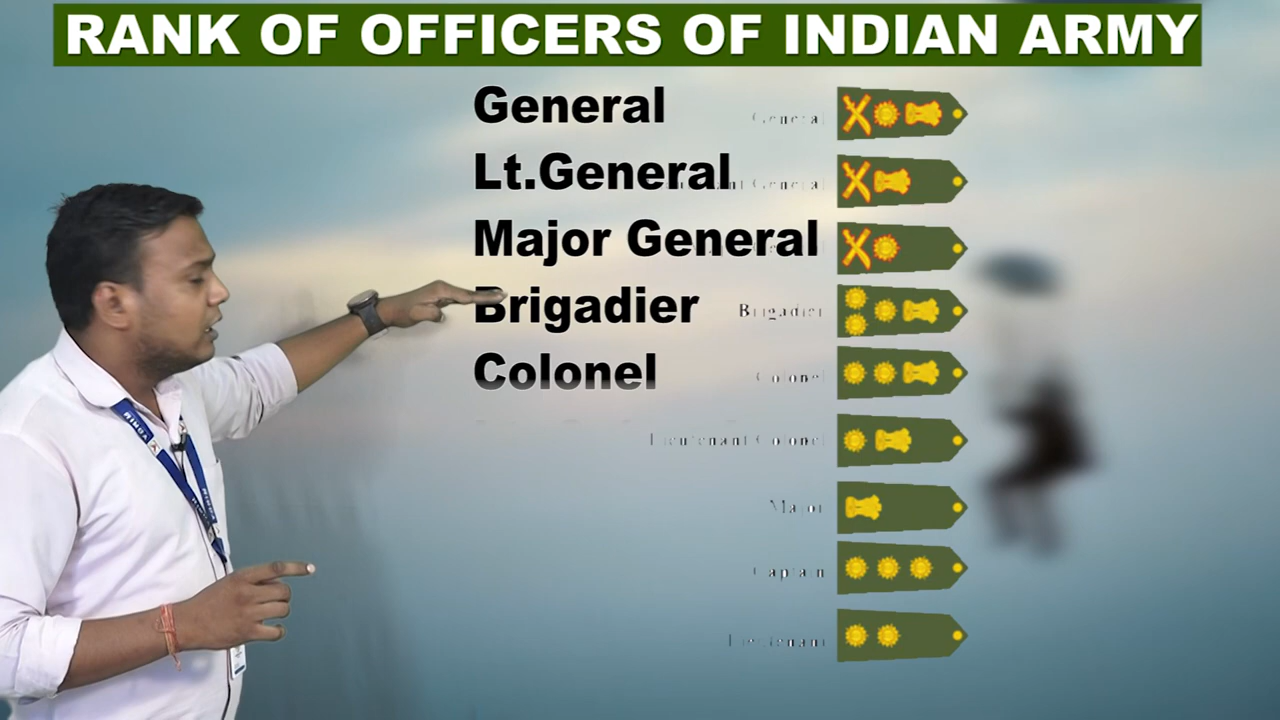 RANK OF OFFICERS OF INDIAN ARMY
General
General
Lt.General
General
Major General
Brigadier
Brigadier
Colonel
Colonel
Lieutenant Colonel
Major
Captain
Lieutenant